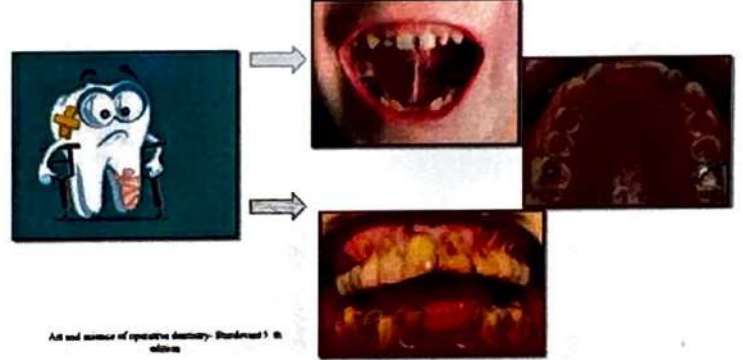 Art and science of operative dentistry- Sturdevant 5 th
edition